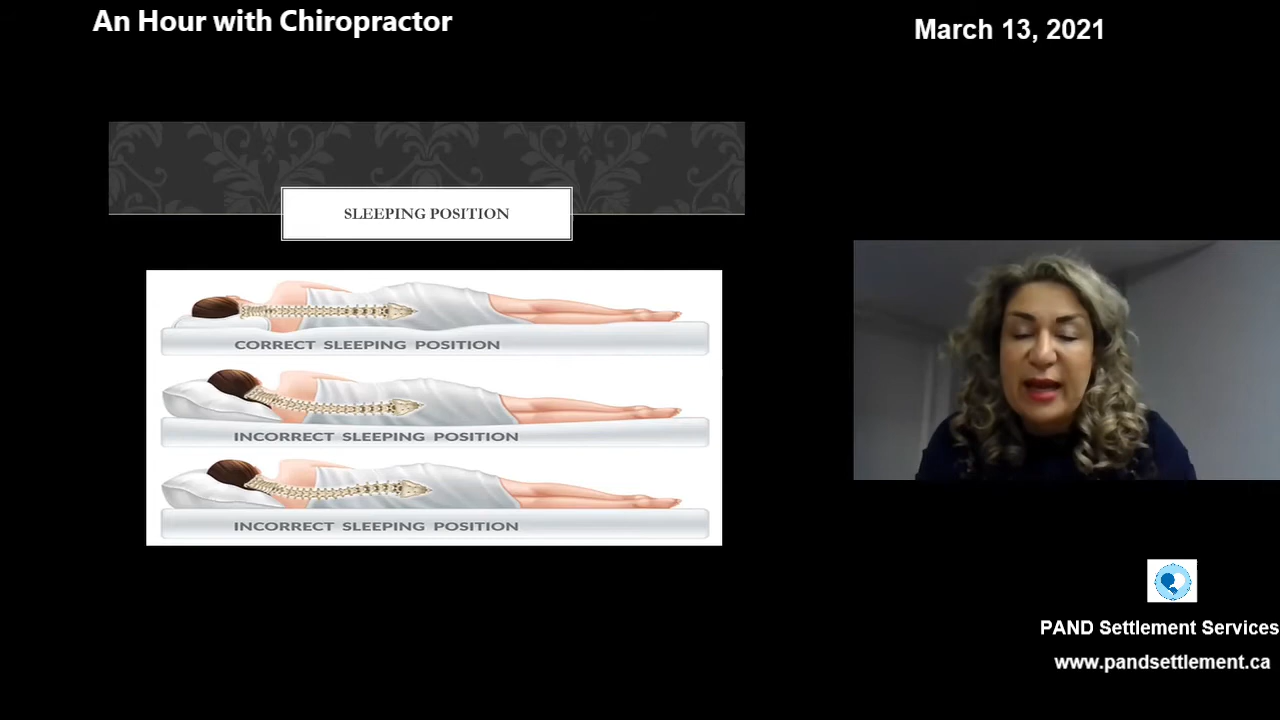 An Hour with Chiropractor
March 13, 2021
SLEEPING POSITION
CORRECT SLEEPING POSITION
INCORRECT SLEEPING POSITION
INCORRECT SLEEPING POSITION
PAND Settlement Services
www.pandsettlement.ca